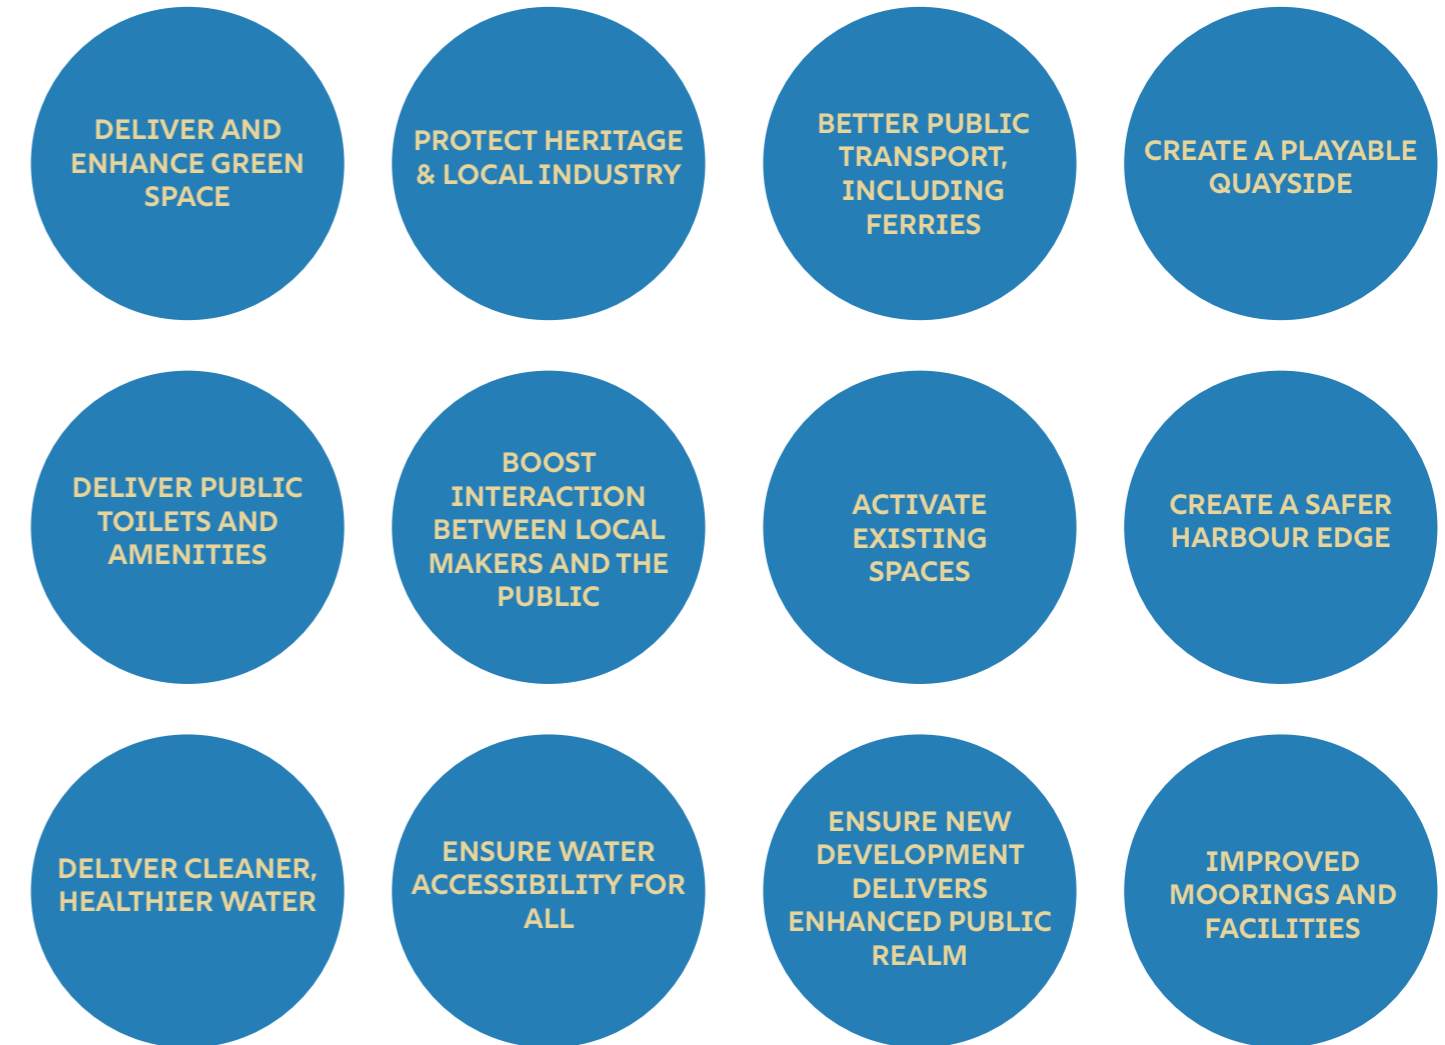 DELIVER AND
ENHANCE GREEN
SPACE
PROTECT HERITAGE
& LOCAL INDUSTRY
BETTER PUBLIC
TRANSPORT,
INCLUDING
FERRIES
CREATE A PLAYABLE
QUAYSIDE
DELIVER PUBLIC
TOILETS AND
AMENITIES
BOOST
INTERACTION
BETWEEN LOCAL
MAKERS AND THE
PUBLIC
ACTIVATE
EXISTING
SPACES
CREATE A SAFER
HARBOUR EDGE
DELIVER CLEANER,
HEALTHIER WATER
ENSURE WATER
ACCESSIBILITY FOR
ALL
ENSURE NEW
DEVELOPMENT
DELIVERS
ENHANCED PUBLIC
REALM
IMPROVED
MOORINGS AND
FACILITIES